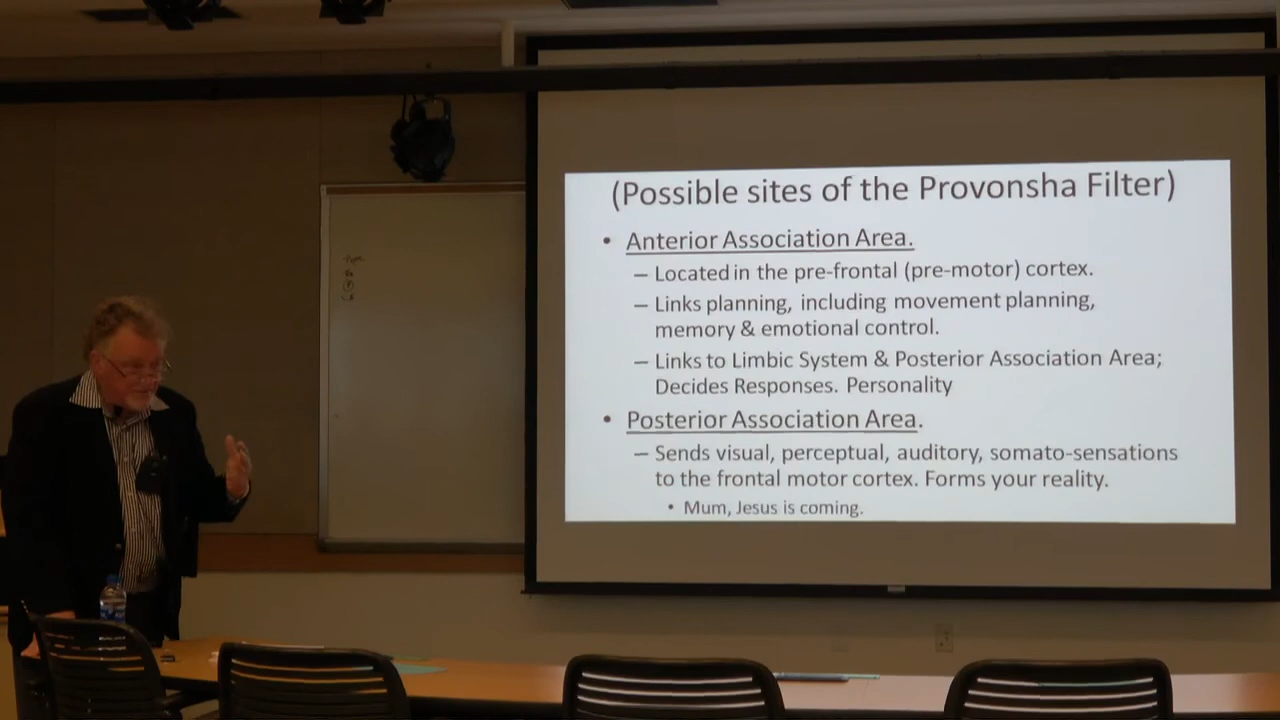 (Possible sites of the Provonsha Filter)
• Anterior Association Area.
– Located in the pre-frontal (pre-motor) cortex.
– Links planning, including movement planning,
memory & emotional control.
– Links to Limbic System & Posterior Association Area;
Decides Responses. Personality
• Posterior Association Area.
– Sends visual, perceptual, auditory, somato-sensations
to the frontal motor cortex. Forms your reality.
• Mum, Jesus is coming.